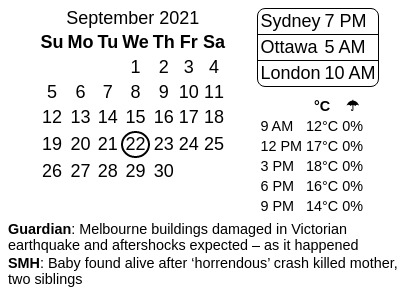 September 2021
Su Mo Tu We Th Fr Sa
1 2 3 4
5 6 7 8 9 10 11
12 13 14 15 16 17 18
19 20 21 22 23 24 25
26 27 28 29 30
Sydney 7 PM
Ottawa 5 AM
London 10 AM
°C ☂
9 AM 12°C 0%
12 PM 17°C 0%
3 PM 18°C 0%
6 PM 16°C 0%
9 PM 14°C 0%
Guardian: Melbourne buildings damaged in Victorian
earthquake and aftershocks expected – as it happened
SMH: Baby found alive after ‘horrendous’ crash killed mother,
two siblings